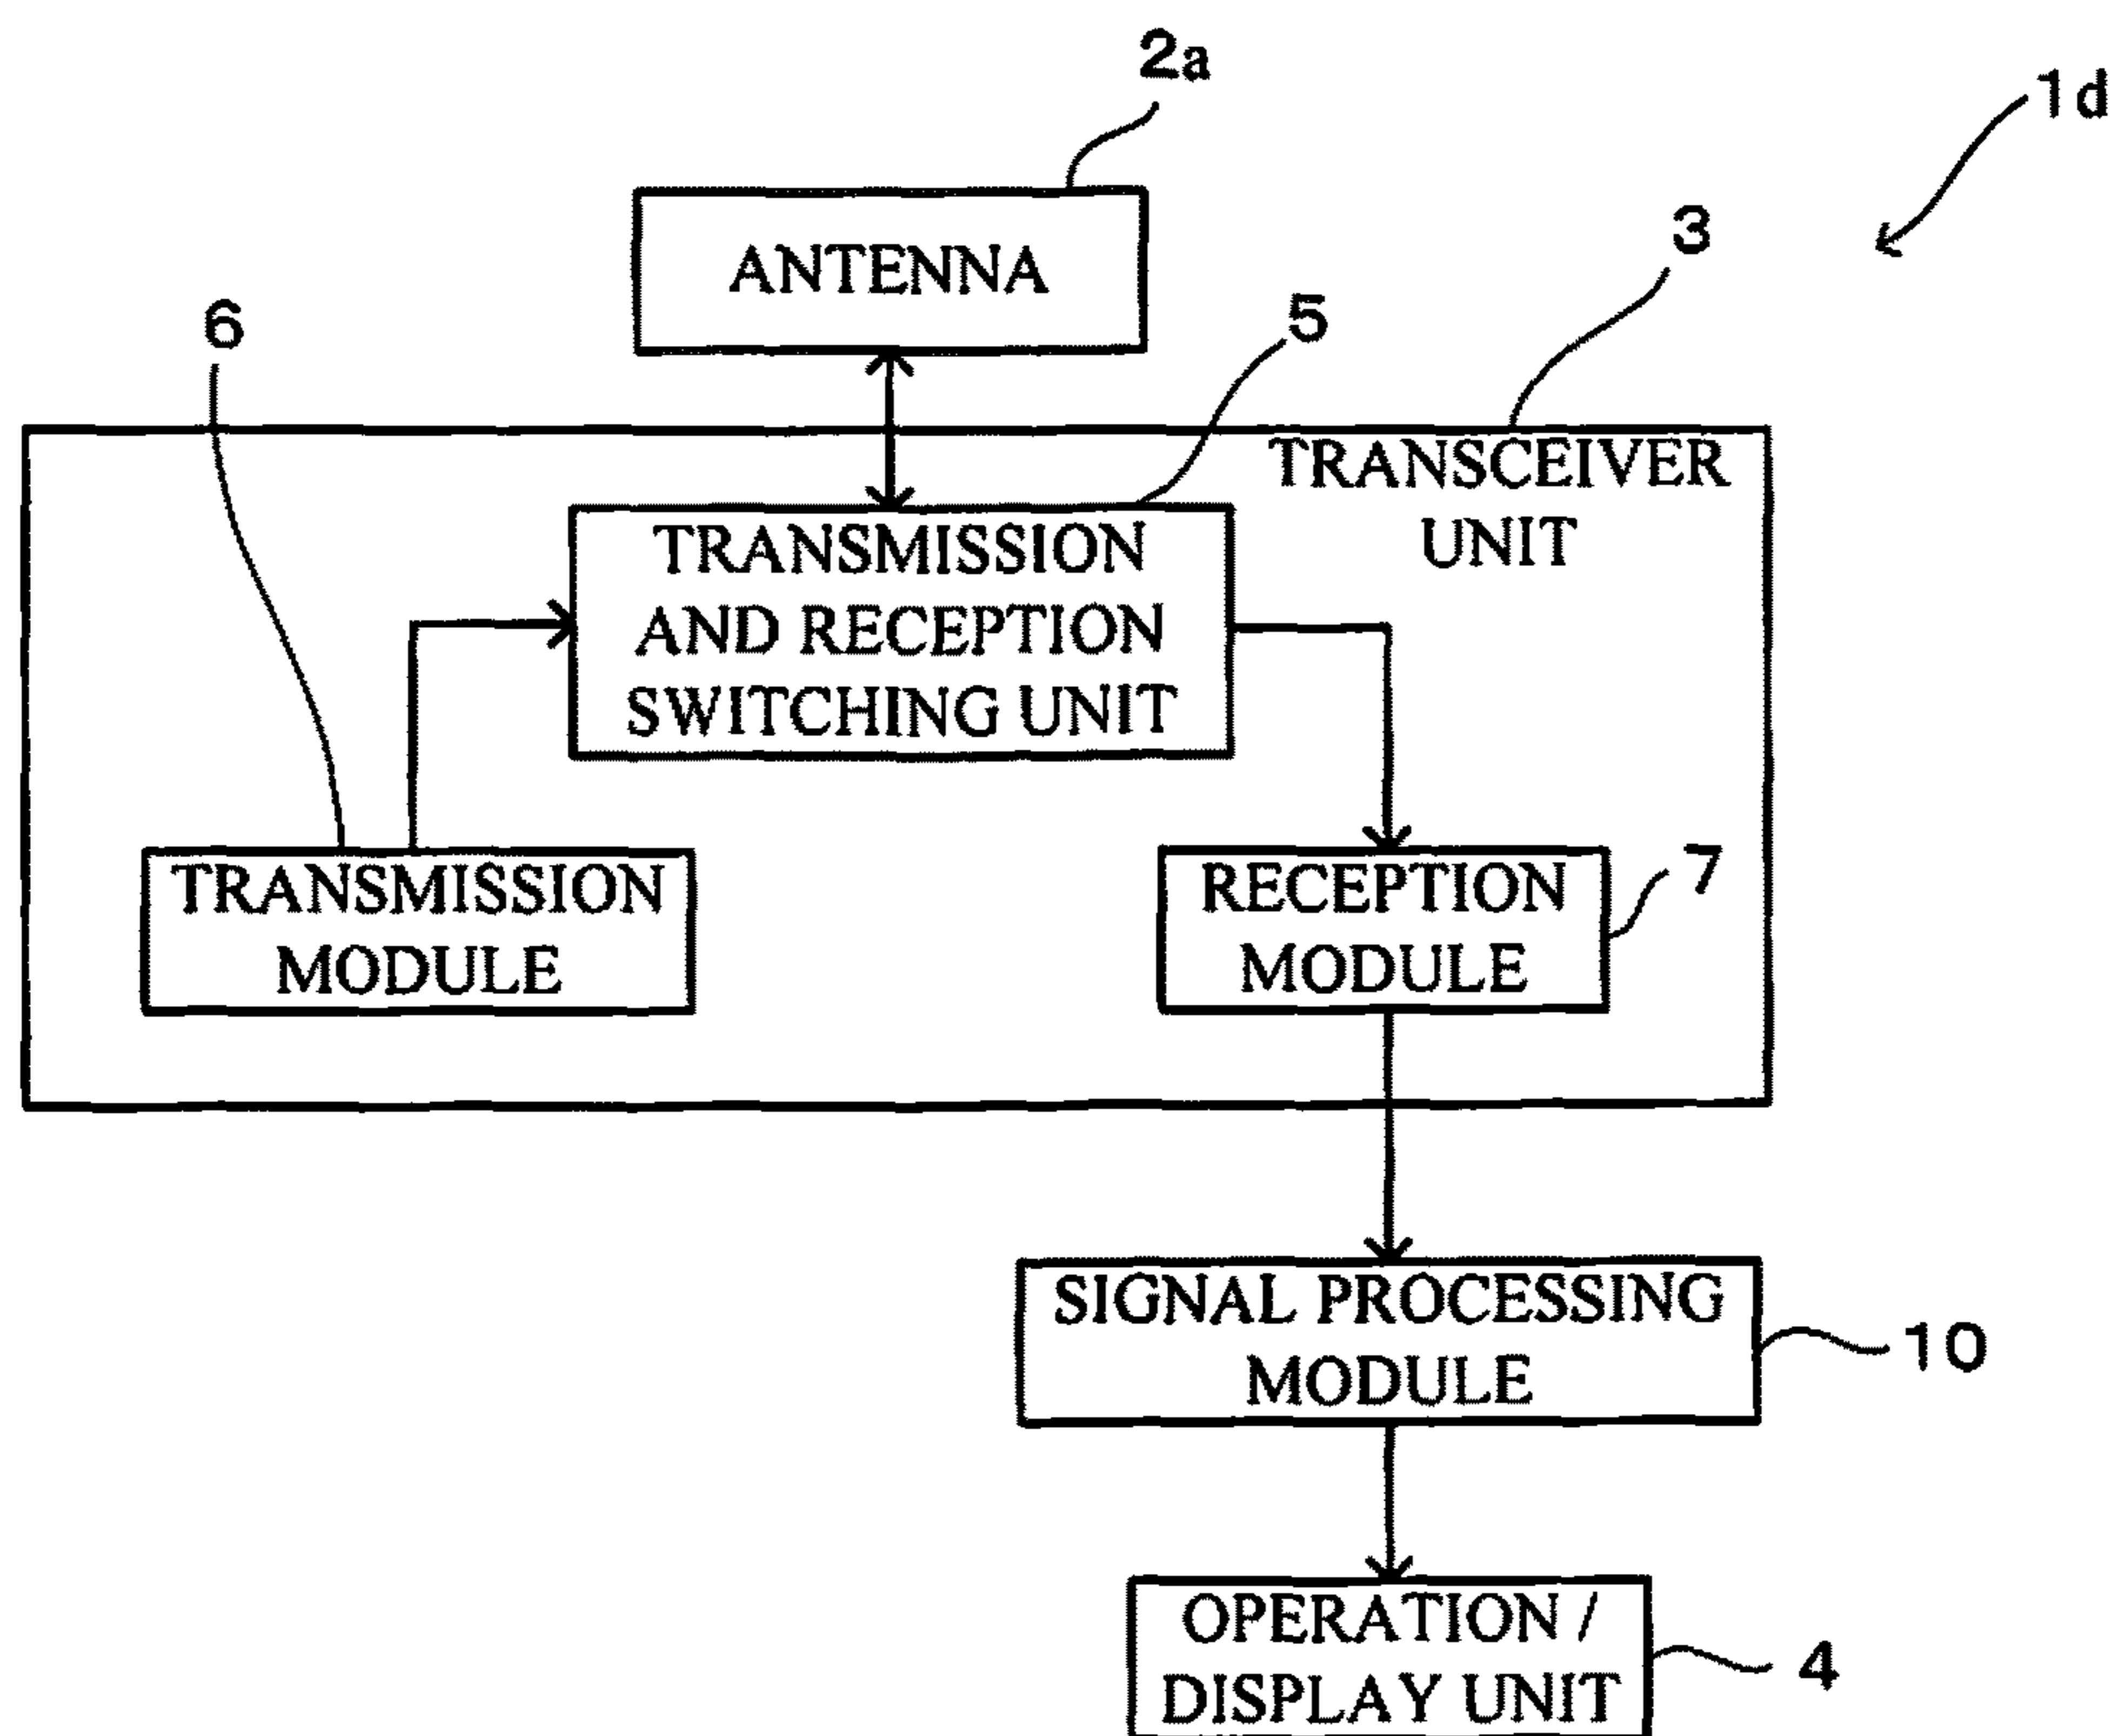 2a
1d
ANTENNA
3
5
6
TRANSCEIVER
UNIT
TRANSMISSION
AND RECEPTION
SWITCHING UNIT
TRANSMISSION
MODULE
RECEPTION
MODULE
7
SIGNAL PROCESSING
MODULE
10
OPERATION /
DISPLAY UNIT
4